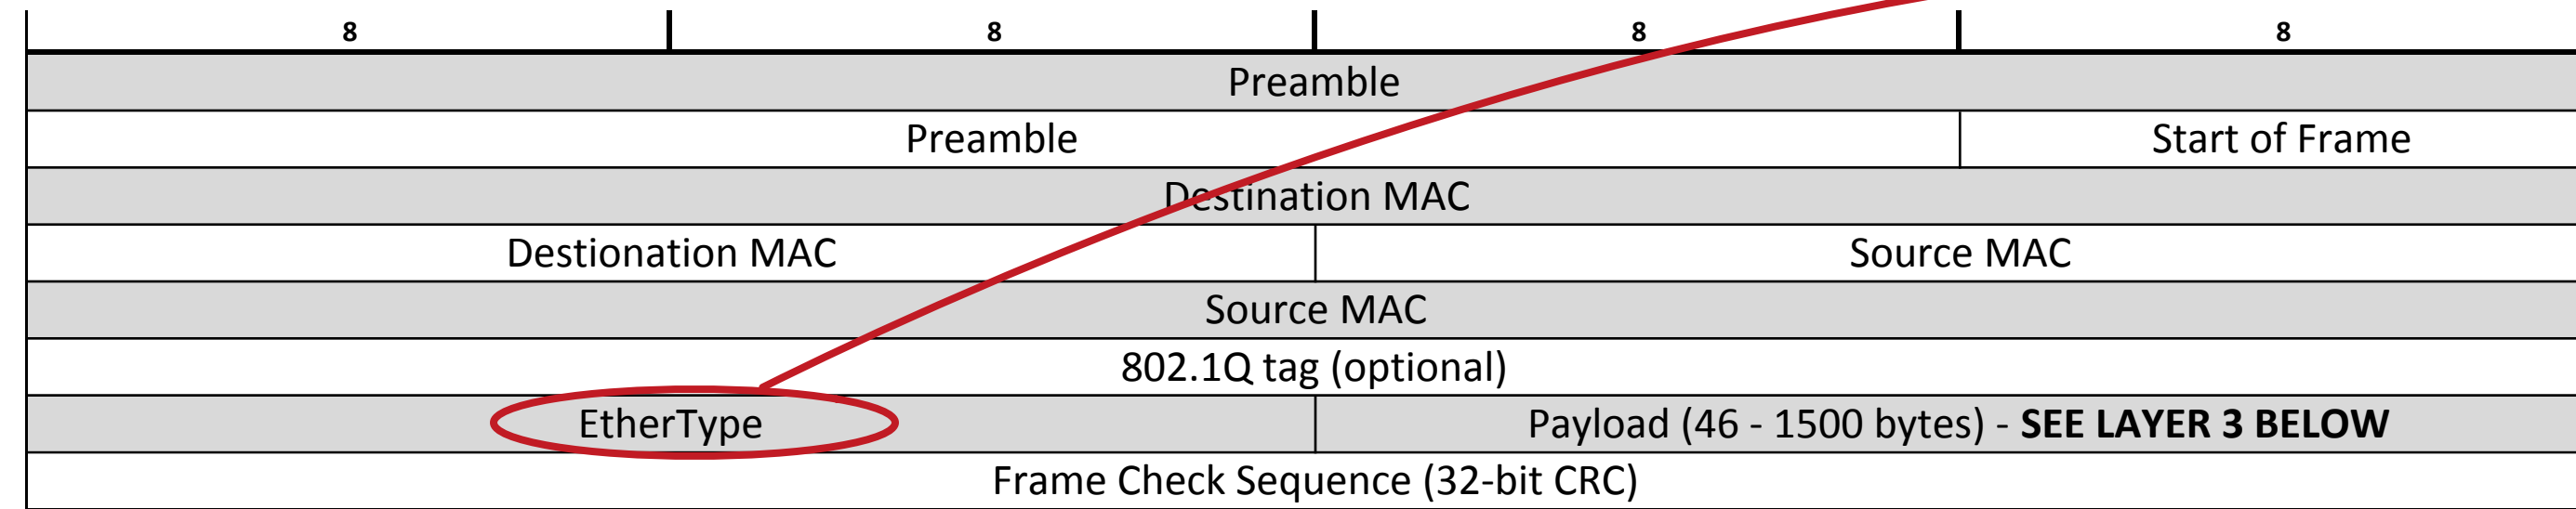 8 8 8 8
Preamble
Preamble Start of Frame
Destination MAC
Destionation MAC Source MAC
Source MAC
802.1Q tag (optional)
EtherType Payload (46 - 1500 bytes) - SEE LAYER 3 BELOW
Frame Check Sequence (32-bit CRC)